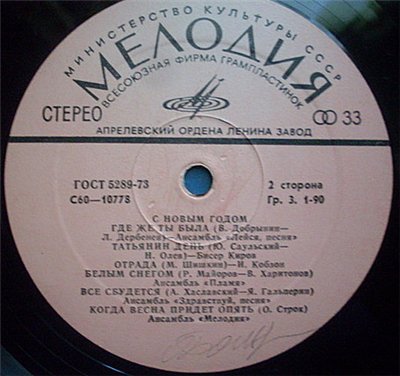 МИНИСТЕРСТВО КУЛЬТУРЫ СССР
МЕЛОДИЯ
ВСЕСОЮЗНАЯ ФИРМА ГРАМПЛАСТИНОК
СТЕРЕО
33
АПРЕЛЕВСКИЙ ОРДЕНА ЛЕНИНА ЗАВОД
ГОСТ 5289-73
2 сторона
С60—10778
Гр. 3. 1-90
С НОВЫМ ГОДОМ
ГДЕ ЖЕ ТЫ БЫЛА (В. Добрынин—
Л. Дербенев)—Ансамбль «Лейся, песня»
ТАТЬЯНИН ДЕНЬ (Ю. Саульский—
Н. Олев)—Бисер Киров
ОТРАДА (М. Шишкин)—И. Кобзон
БЕЛЫМ СНЕГОМ (Р. Майоров—В. Харитонов)
Ансамбль «Пламя»
ВСЕ СБУДЕТСЯ (А. Хаславский—Я. Гальперин)
Ансамбль «Здравствуй, песня»
КОГДА ВЕСНА ПРИДЕТ ОПЯТЬ (О. Строк)
Ансамбль «Мелодия»